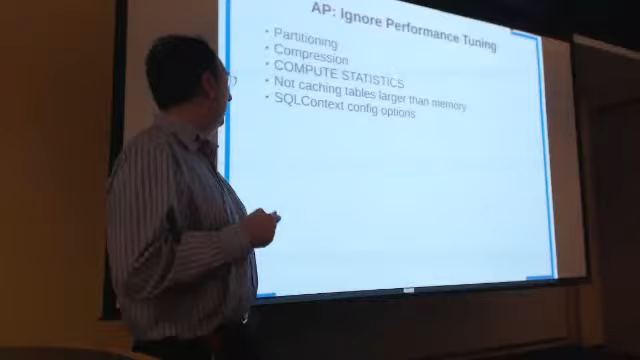 AP: Ignore Performance Tuning
• Partitioning
• Compression
• COMPUTE STATISTICS
• Not caching tables larger than memory
• SQLContext config options